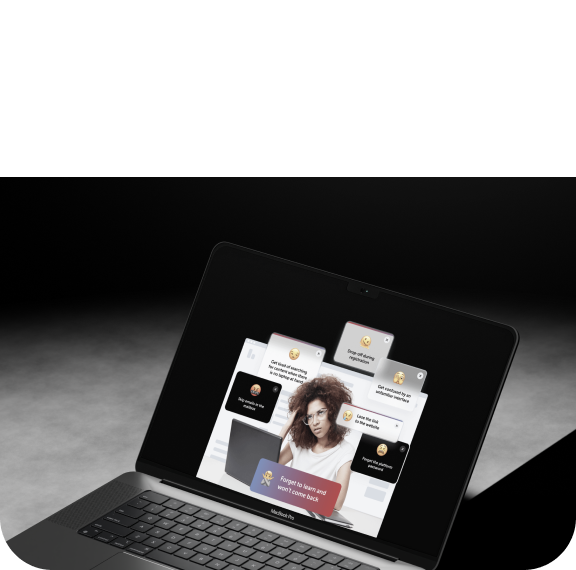 Drop-off during
registration
Get tired of searching
for content when there
is no laptop at hand
Get confused by an
unfamiliar interface
Skip emails in the
mailbox
Lose the link
to the website
Forget the platform
password
Forget to learn and
won't come back
MacBook Pro